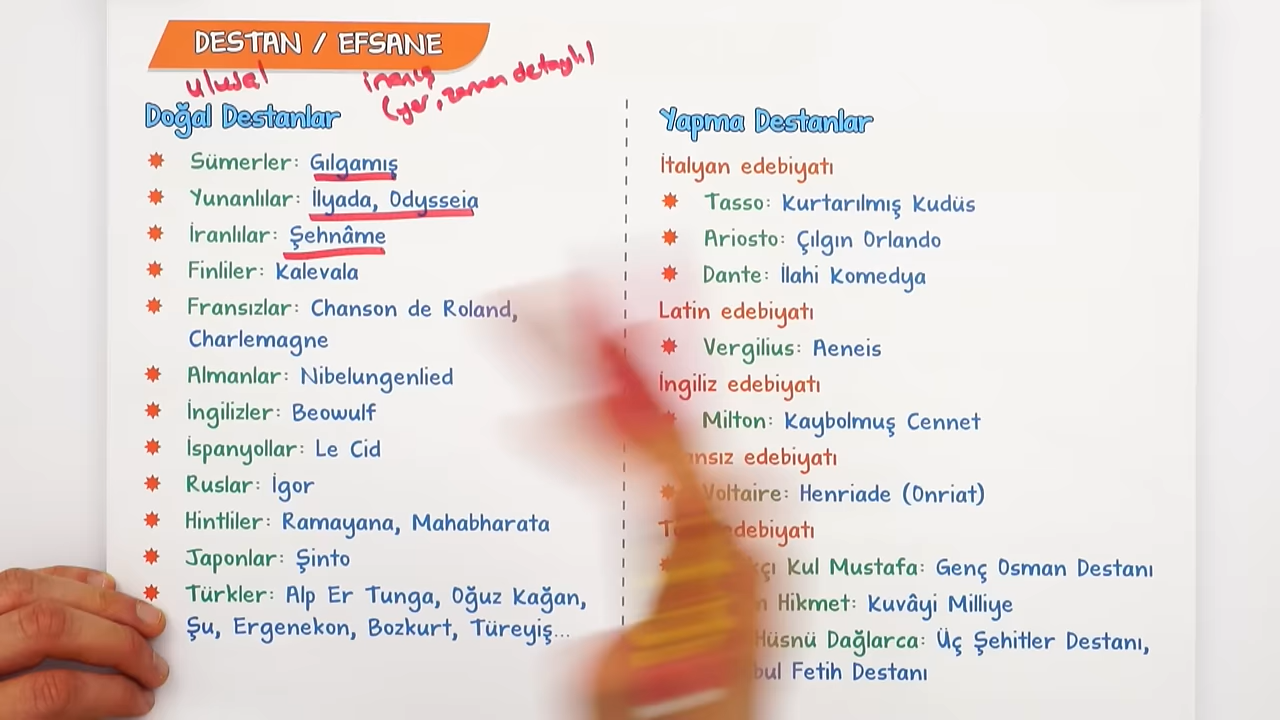 DESTAN / EFSANE
ulusal
inanış
(yer, zaman detaylı)
Doğal Destanlar
Sümerler: Gılgamış
Yunanlılar: İlyada, Odysseia
İranlılar: Şehnâme
Finliler: Kalevala
Fransızlar: Chanson de Roland,
Charlemagne
Almanlar: Nibelungenlied
İngilizler: Beowulf
İspanyollar: Le Cid
Ruslar: İgor
Hintliler: Ramayana, Mahabharata
Japonlar: Şinto
Türkler: Alp Er Tunga, Oğuz Kağan,
Şu, Ergenekon, Bozkurt, Türeyiş...
Yapma Destanlar
İtalyan edebiyatı
Tasso: Kurtarılmış Kudüs
Ariosto: Çılgın Orlando
Dante: İlahi Komedya
Latin edebiyatı
Vergilius: Aeneis
İngiliz edebiyatı
Milton: Kaybolmuş Cennet
edebiyatı
Voltaire: Henriade (Onriat)
edebiyatı
Kul Mustafa: Genç Osman Destanı
Hikmet: Kuvâyi Milliye
Hüsnü Dağlarca: Üç Şehitler Destanı,
Fetih Destanı